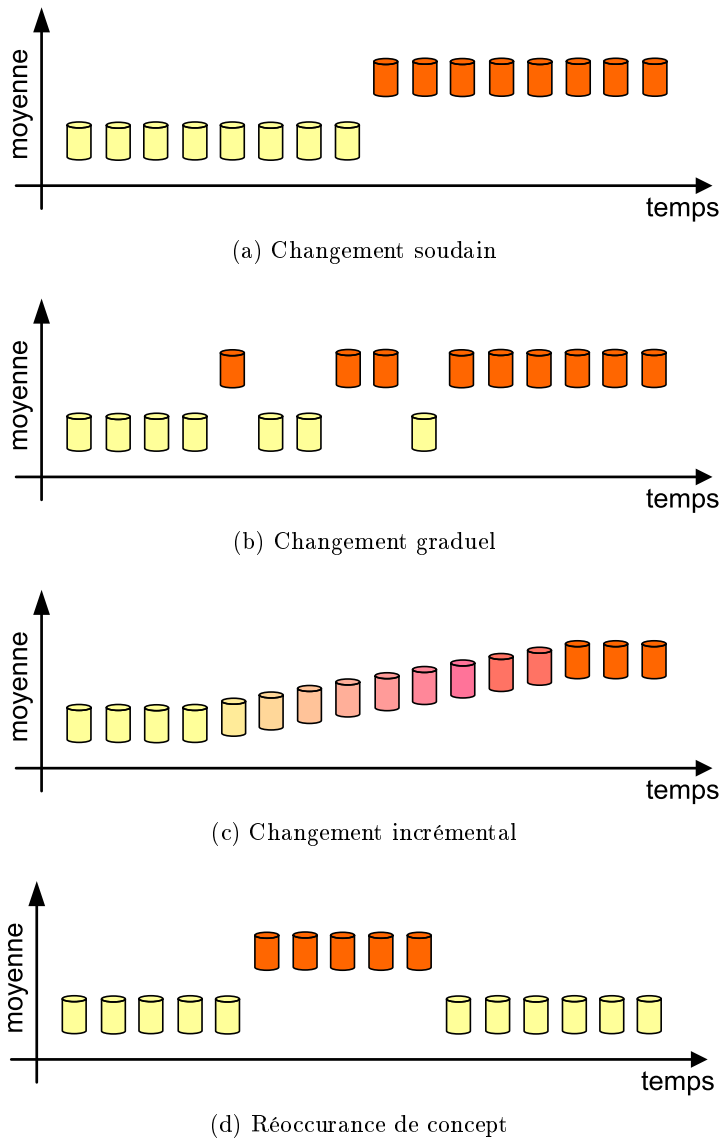 moyenne
temps
(a) Changement soudain
moyenne
temps
(b) Changement graduel
moyenne
temps
(c) Changement incrémental
moyenne
temps
(d) Réoccurance de concept